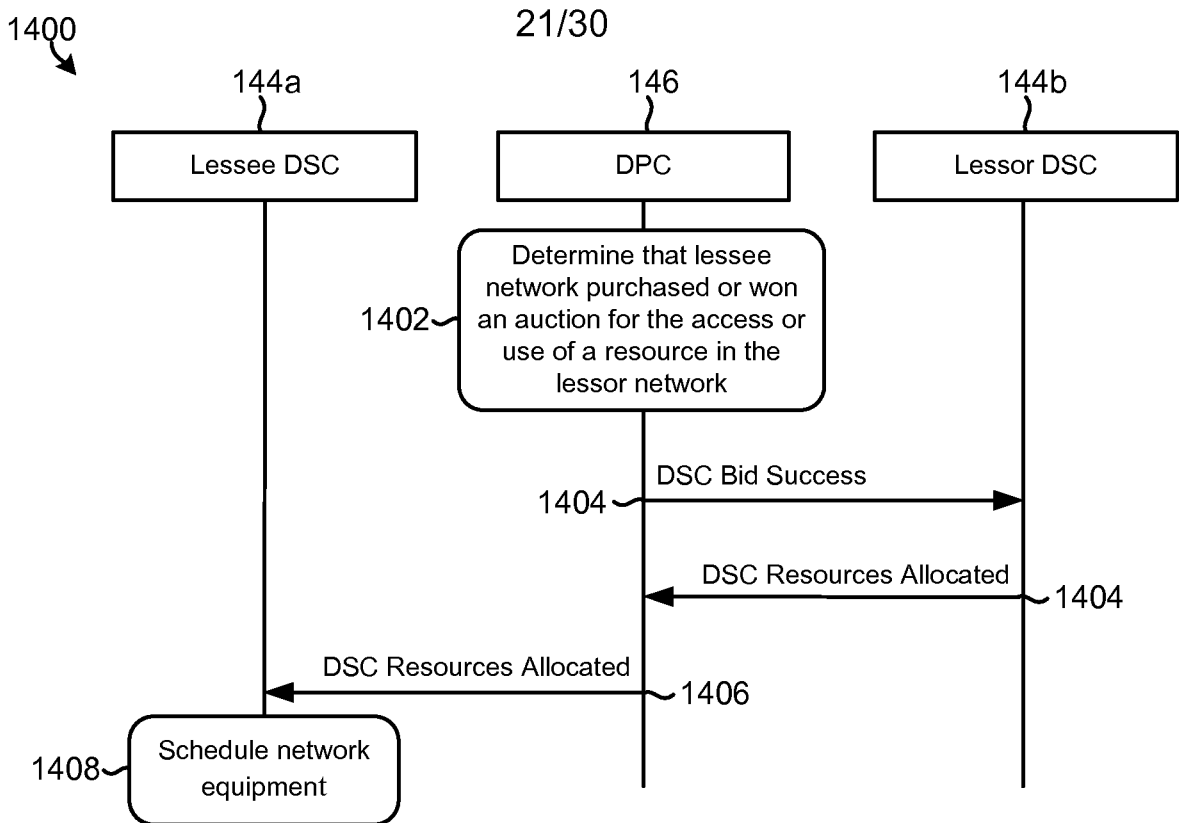 1400
21/30
144a
146
144b
Lessee DSC
DPC
Lessor DSC
Determine that lessee
network purchased or won
an auction for the access or
use of a resource in the
lessor network
1402
DSC Bid Success
1404
DSC Resources Allocated
1404
DSC Resources Allocated
1406
Schedule network
equipment
1408